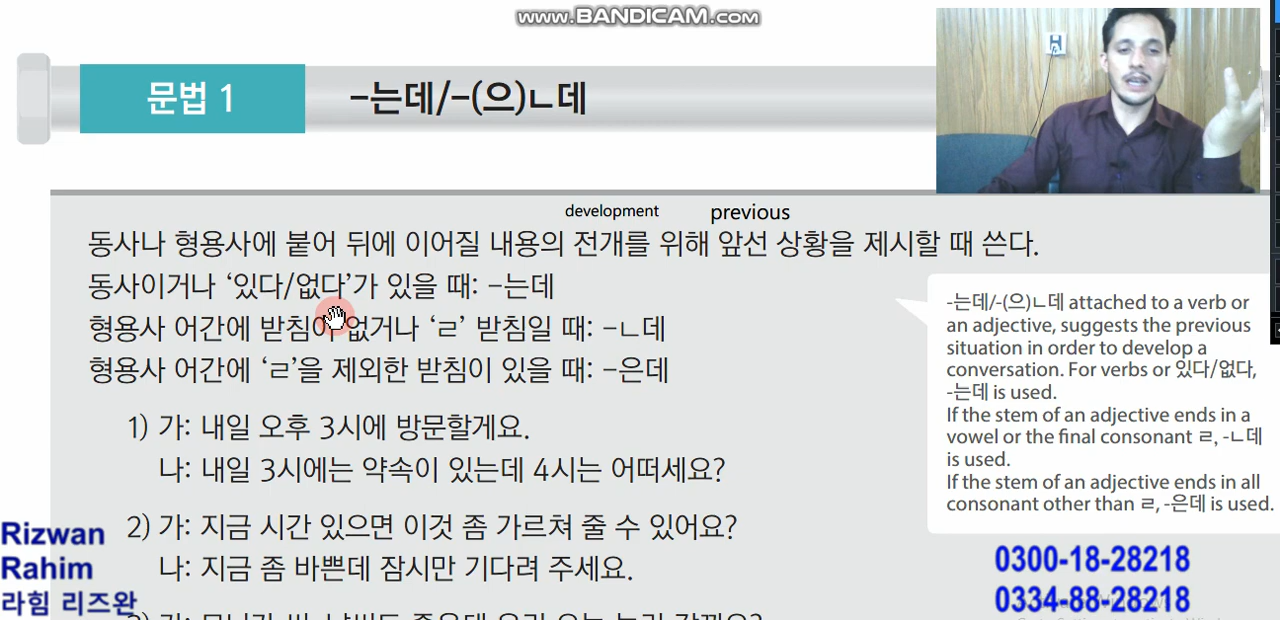 www.BANDICAM.com
문법 1
-는데/-(으)ㄴ데
development previous
동사나 형용사에 붙어 뒤에 이어질 내용의 전개를 위해 앞선 상황을 제시할 때 쓴다.
동사이거나 ‘있다/없다’가 있을 때: -는데
형용사 어간에 받침이 없거나 ‘ㄹ’ 받침일 때: -ㄴ데
형용사 어간에 ‘ㄹ’을 제외한 받침이 있을 때: -은데
-는데/-(으)ㄴ데 attached to a verb or
an adjective, suggests the previous
situation in order to develop a
conversation. For verbs or 있다/없다,
-는데 is used.
If the stem of an adjective ends in a
vowel or the final consonant ㄹ, -ㄴ데
is used.
If the stem of an adjective ends in all
consonant other than ㄹ, -은데 is used.
1) 가: 내일 오후 3시에 방문할게요.
나: 내일 3시에는 약속이 있는데 4시는 어떠세요?
2) 가: 지금 시간 있으면 이것 좀 가르쳐 줄 수 있어요?
나: 지금 좀 바쁜데 잠시만 기다려 주세요.
Rizwan
Rahim
라힘 리즈완
0300-18-28218
0334-88-28218